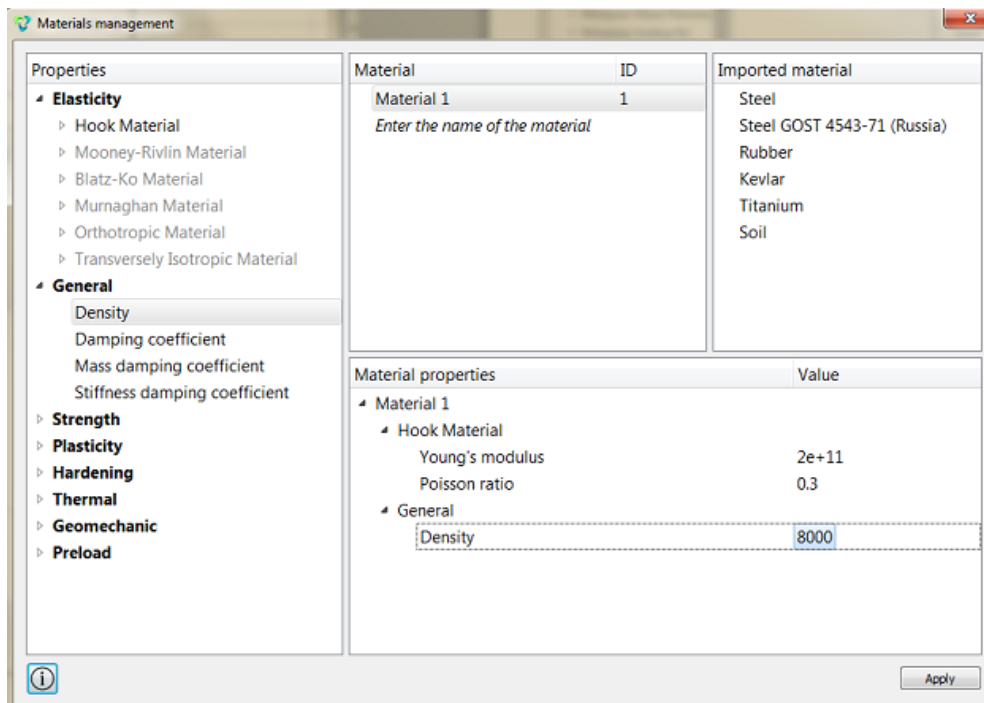 Materials management
Properties
Elasticity
Hook Material
Mooney-Rivlin Material
Blatz-Ko Material
Murnaghan Material
Orthotropic Material
Transversely Isotropic Material
General
Density
Damping coefficient
Mass damping coefficient
Stiffness damping coefficient
Strength
Plasticity
Hardening
Thermal
Geomechanic
Preload
Material ID
Material 1 1
Enter the name of the material
Imported material
Steel
Steel GOST 4543-71 (Russia)
Rubber
Kevlar
Titanium
Soil
Material properties Value
Material 1
Hook Material
Young's modulus 2e+11
Poisson ratio 0.3
General
Density 8000
Apply